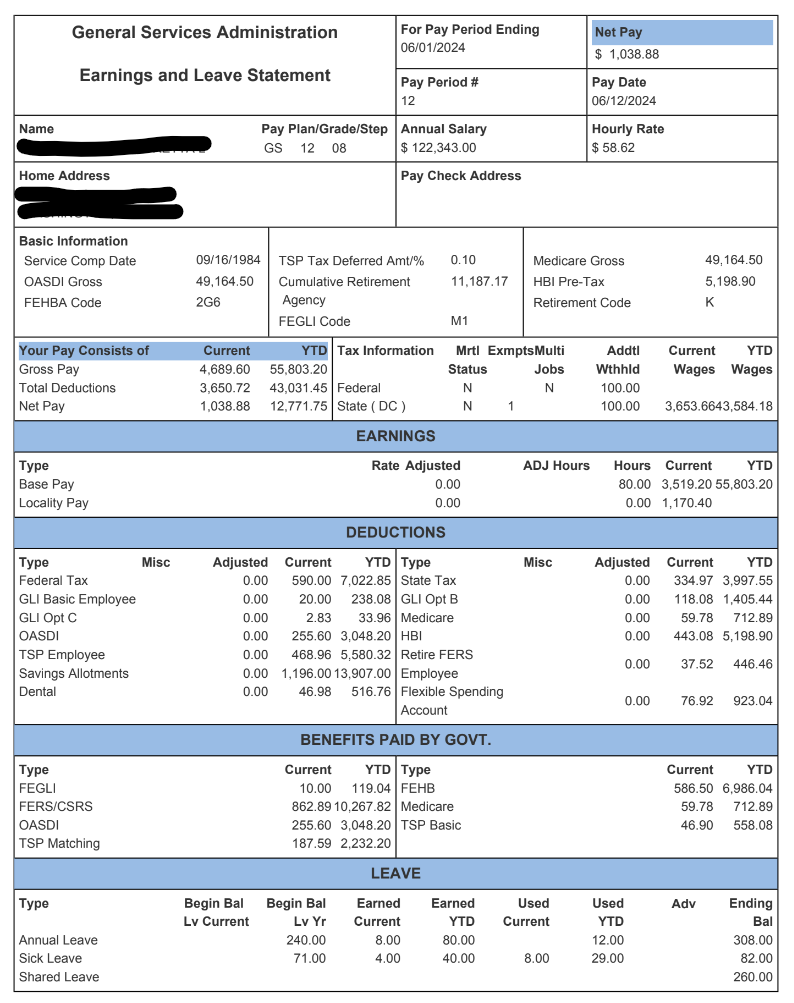 General Services Administration
Earnings and Leave Statement
For Pay Period Ending
06/01/2024
Net Pay
$ 1,038.88
Pay Period #
12
Pay Date
06/12/2024
Name
Pay Plan/Grade/Step
GS 12 08
Annual Salary
$ 122,343.00
Hourly Rate
$ 58.62
Home Address
Pay Check Address
Basic Information
Service Comp Date 09/16/1984
OASDI Gross 49,164.50
FEHBA Code 2G6
TSP Tax Deferred Amt/% 0.10
Cumulative Retirement 11,187.17
Agency
FEGLI Code M1
Medicare Gross 49,164.50
HBI Pre-Tax 5,198.90
Retirement Code K
Your Pay Consists of Current YTD
Gross Pay 4,689.60 55,803.20
Total Deductions 3,650.72 43,031.45
Net Pay 1,038.88 12,771.75
Tax Information Mrtl ExmptsMulti Addtl Current YTD
Status Jobs Wthhld Wages Wages
Federal N N 100.00
State ( DC ) N 1 100.00 3,653.6643,584.18
EARNINGS
Type Rate Adjusted ADJ Hours Hours Current YTD
Base Pay 0.00 80.00 3,519.20 55,803.20
Locality Pay 0.00 0.00 1,170.40
DEDUCTIONS
Type Misc Adjusted Current YTD
Federal Tax 0.00 590.00 7,022.85
GLI Basic Employee 0.00 20.00 238.08
GLI Opt C 0.00 2.83 33.96
OASDI 0.00 255.60 3,048.20
TSP Employee 0.00 468.96 5,580.32
Savings Allotments 0.00 1,196.00 13,907.00
Dental 0.00 46.98 516.76
Type Misc Adjusted Current YTD
State Tax 0.00 334.97 3,997.55
GLI Opt B 0.00 118.08 1,405.44
Medicare 0.00 59.78 712.89
HBI 0.00 443.08 5,198.90
Retire FERS
Employee 0.00 37.52 446.46
Flexible Spending
Account 0.00 76.92 923.04
BENEFITS PAID BY GOVT.
Type Current YTD
FEGLI 10.00 119.04
FERS/CSRS 862.89 10,267.82
OASDI 255.60 3,048.20
TSP Matching 187.59 2,232.20
Type Current YTD
FEHB 586.50 6,986.04
Medicare 59.78 712.89
TSP Basic 46.90 558.08
LEAVE
Type Begin Bal Begin Bal Earned Earned Used Used Adv Ending
Lv Current Lv Yr Current YTD Current YTD Bal
Annual Leave 240.00 8.00 80.00 12.00 308.00
Sick Leave 71.00 4.00 40.00 8.00 29.00 82.00
Shared Leave 260.00